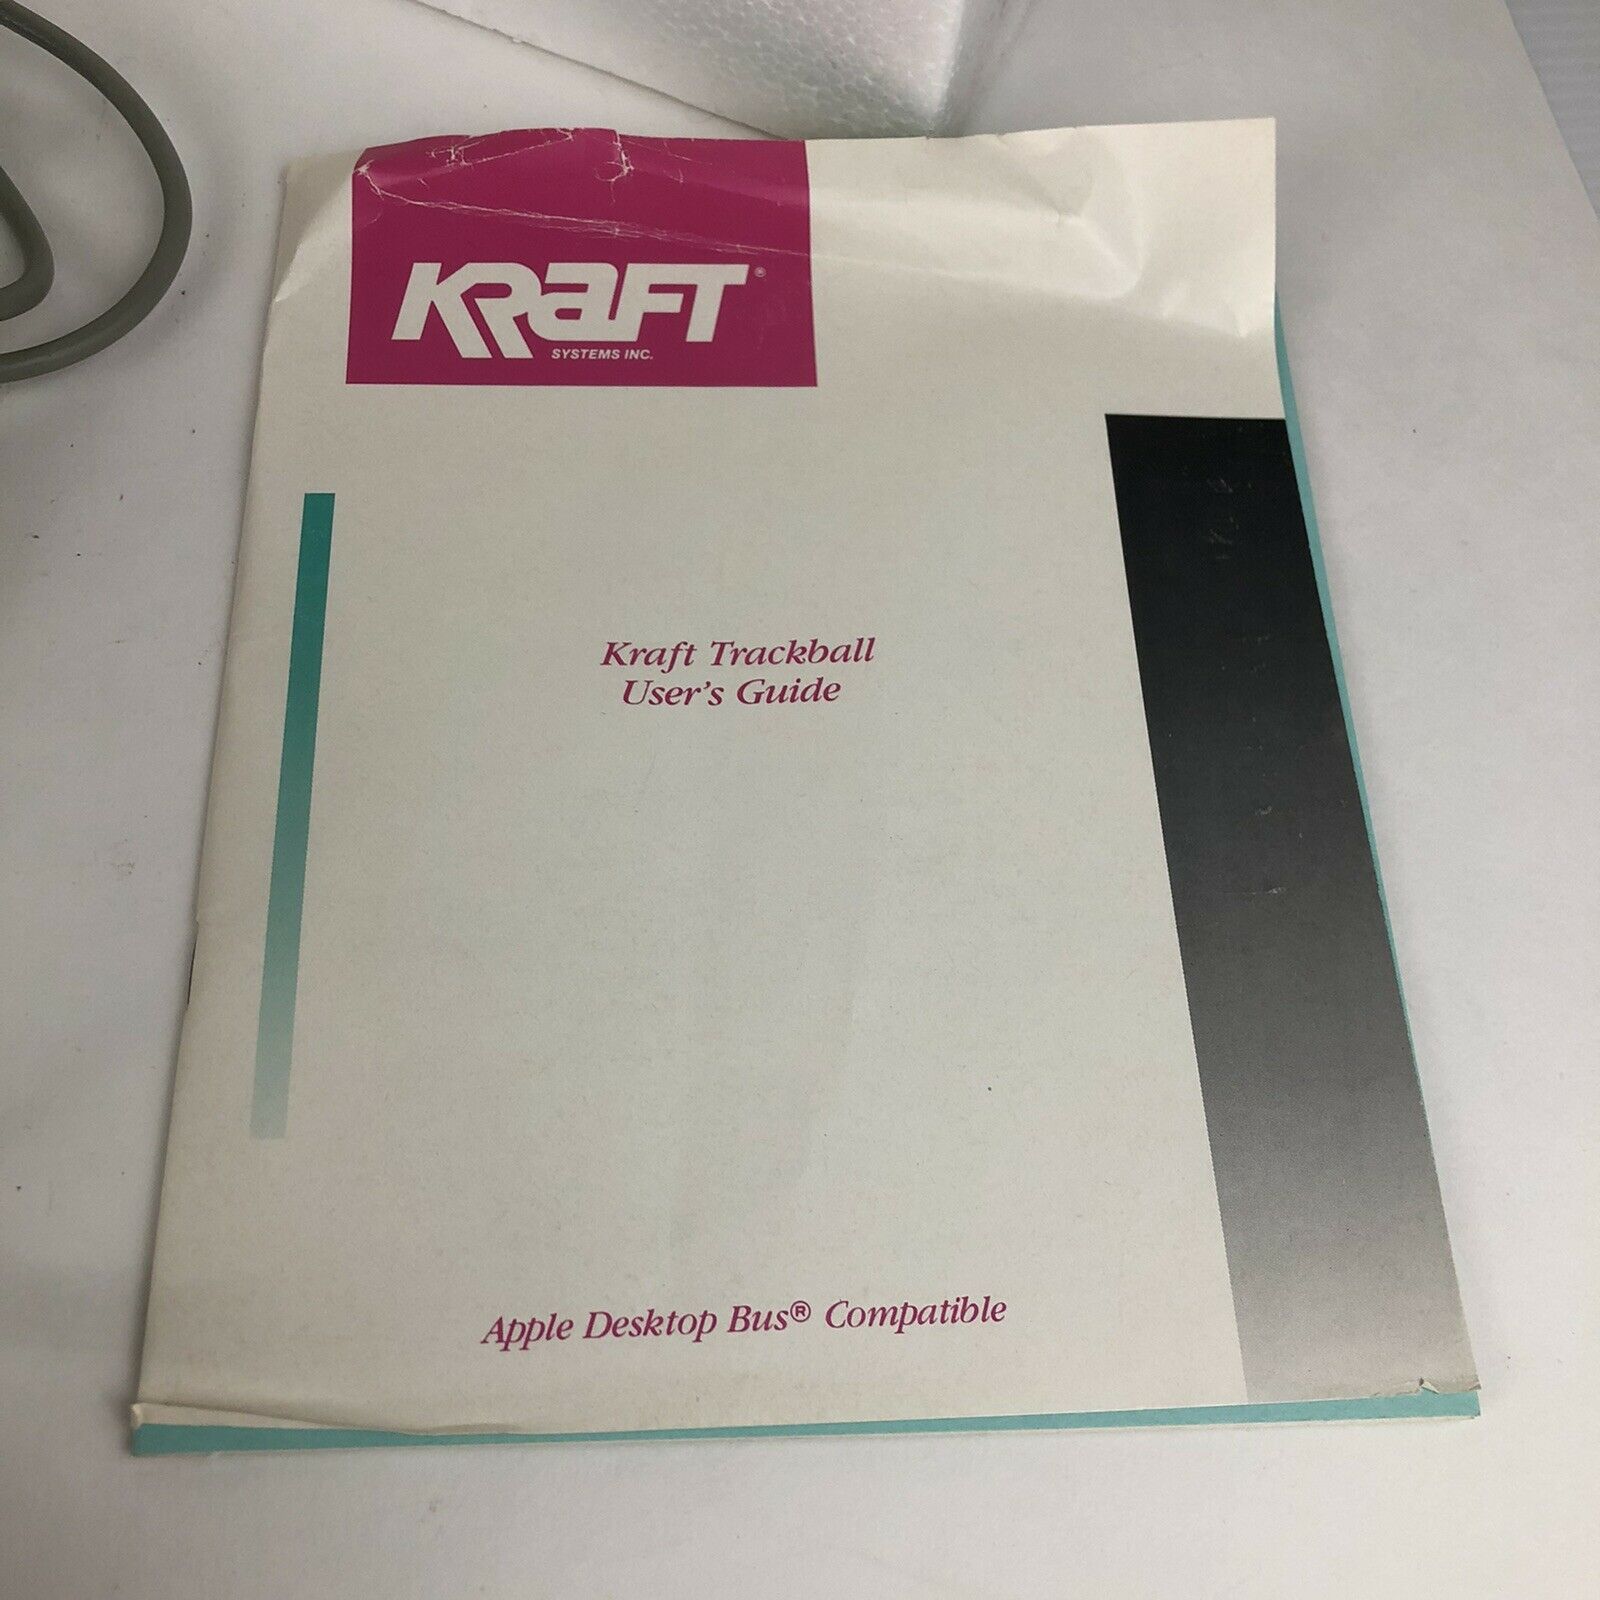 KRaFT®
SYSTEMS INC.
Kraft Trackball
User's Guide
Apple Desktop Bus® Compatible